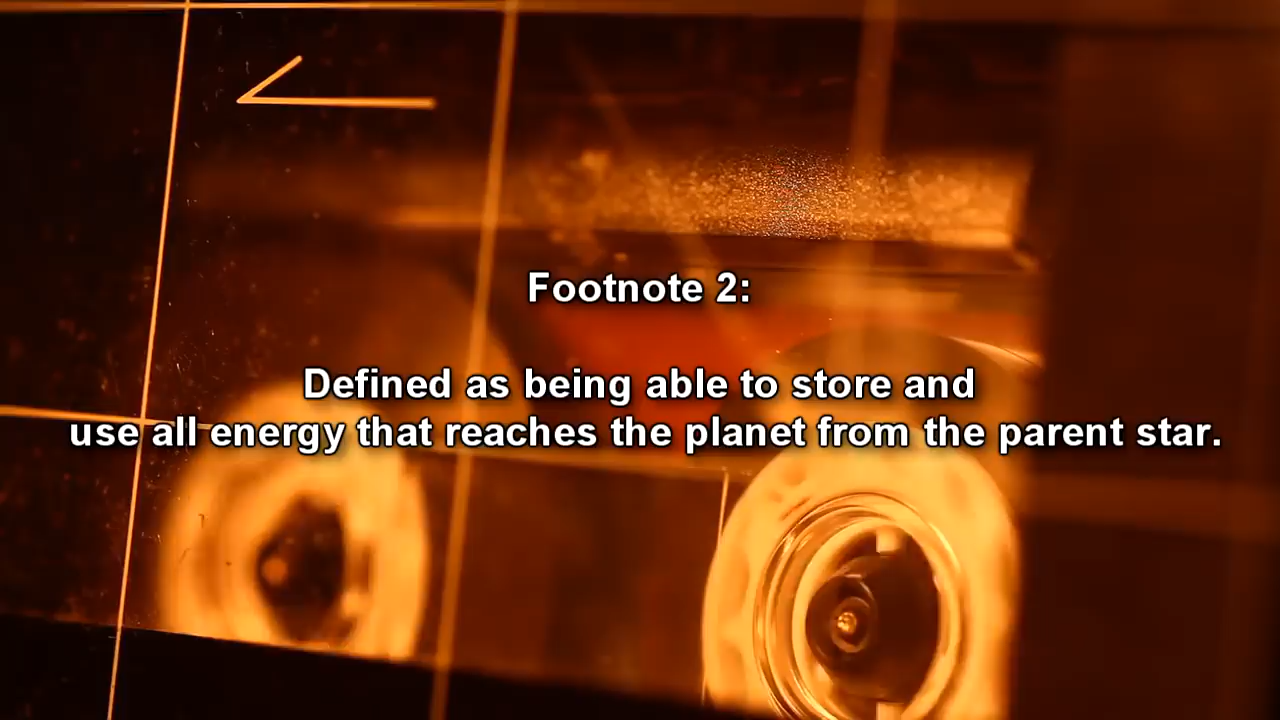 Footnote 2:
Defined as being able to store and
use all energy that reaches the planet from the parent star.